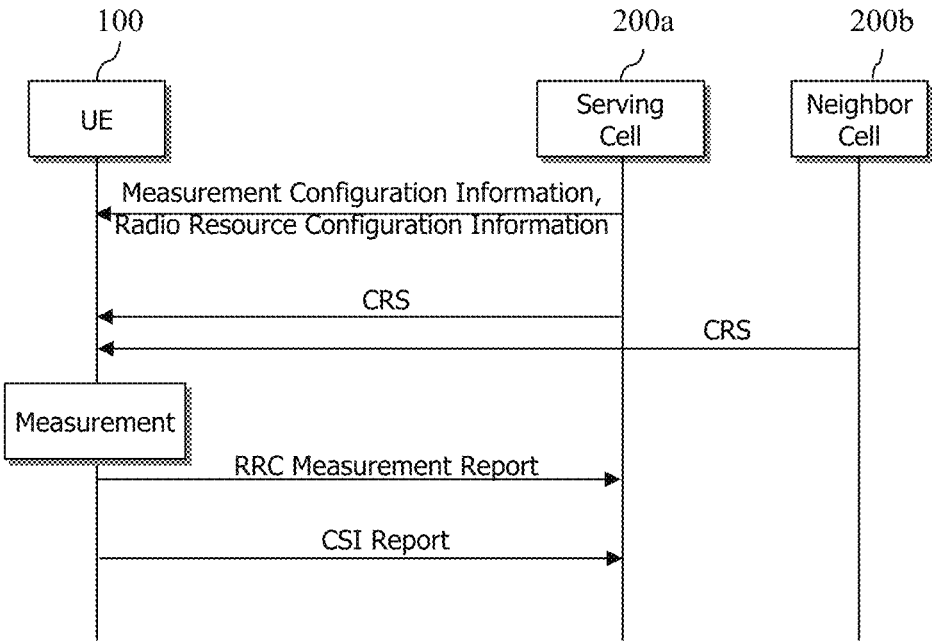 100
200a
200b
UE
Serving
Cell
Neighbor
Cell
Measurement Configuration Information,
Radio Resource Configuration Information
CRS
CRS
Measurement
RRC Measurement Report
CSI Report